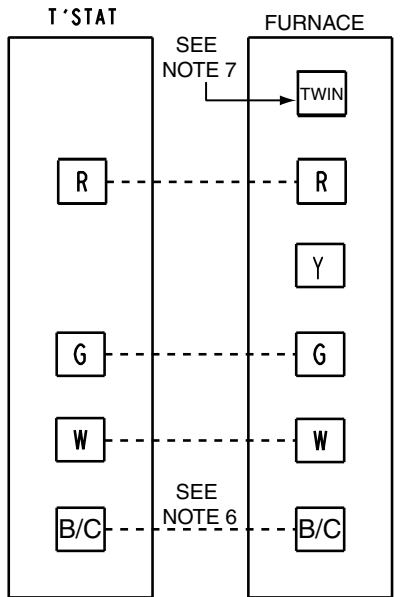 T'STAT
FURNACE
SEE
NOTE 7
TWIN
R
R
Y
G
G
W
W
SEE
NOTE 6
B/C
B/C